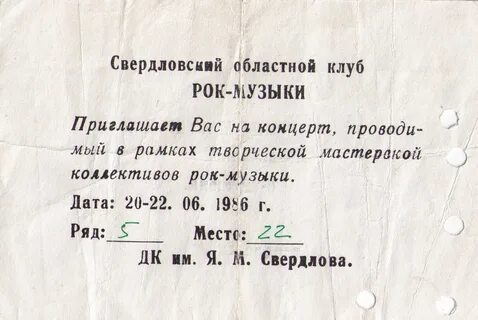 Свердловский областной клуб
РОК-МУЗЫКИ
Приглашает Вас на концерт, проводи-
мый в рамках творческой мастерской
коллективов рок-музыки.
Дата: 20-22. 06. 1986 г.
Ряд: 5 Место: 22
ДК им. Я. М. Свердлова.